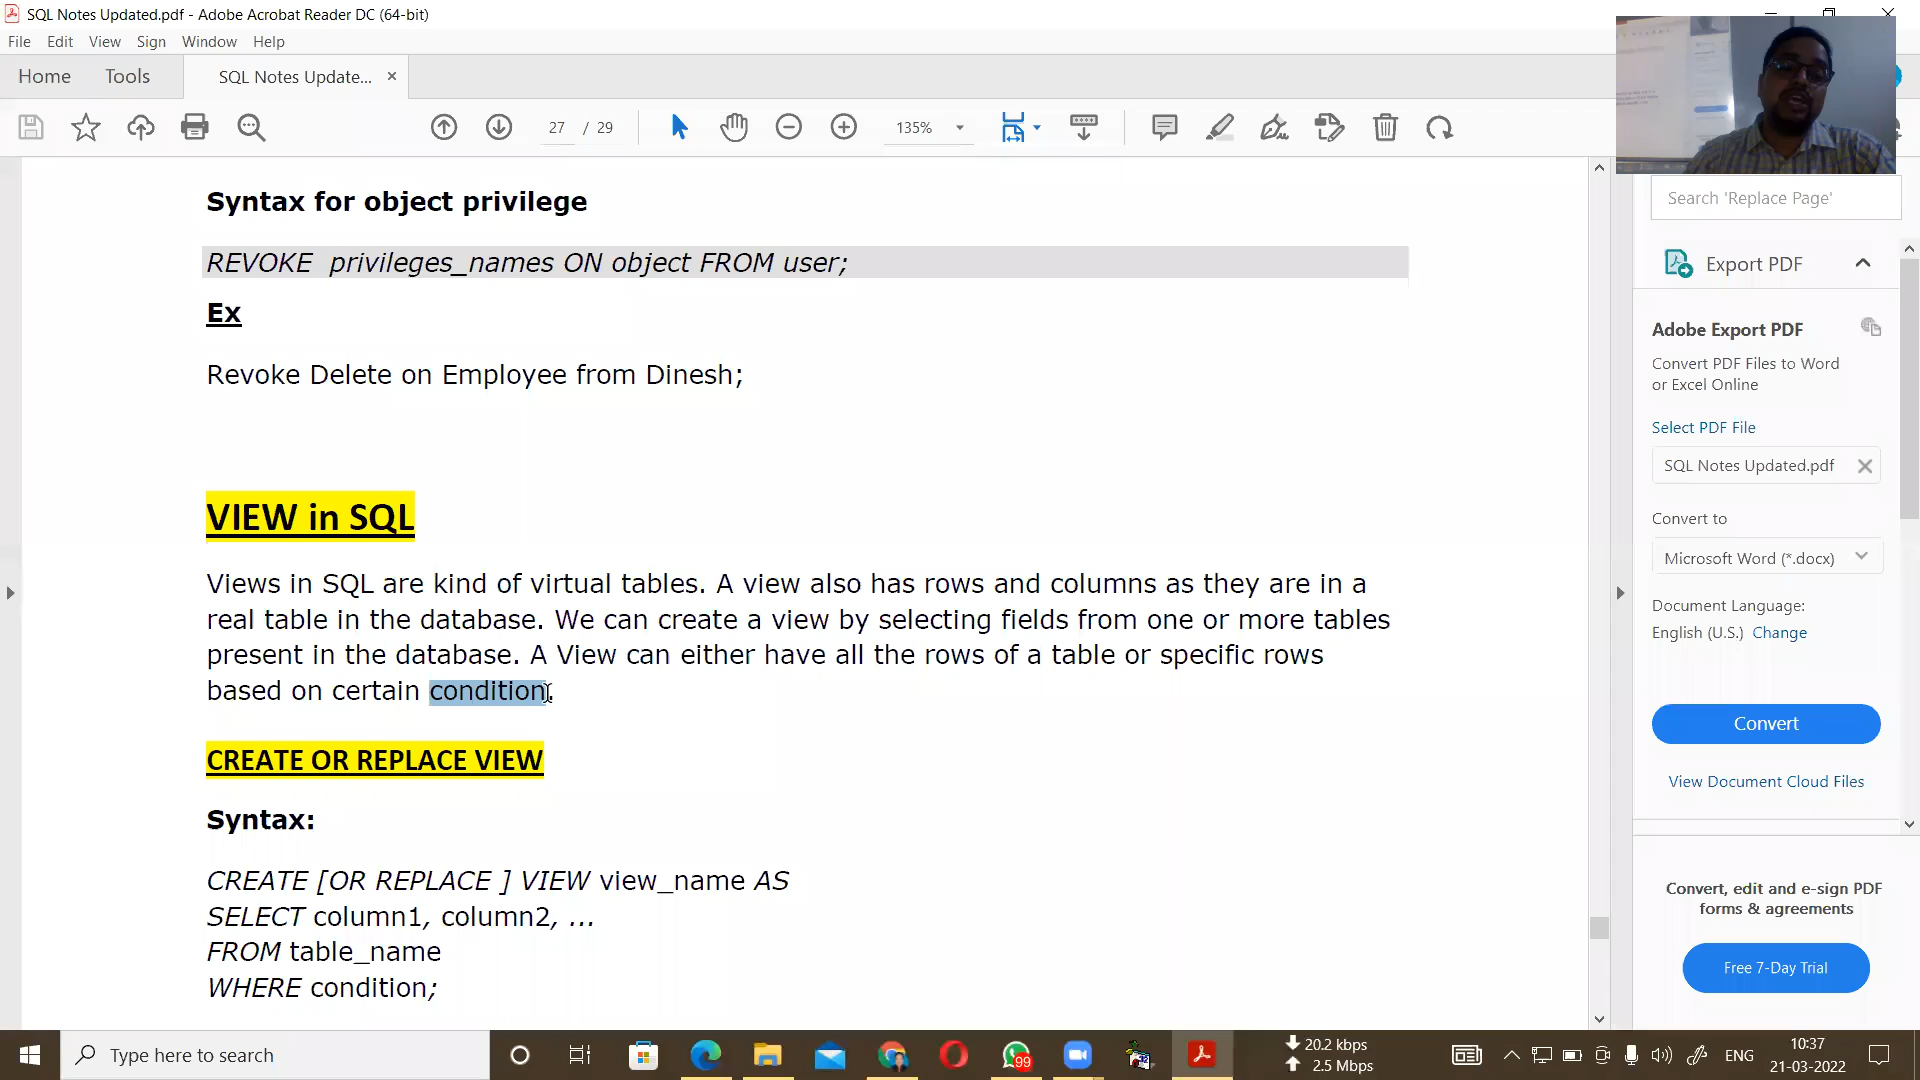 SQL Notes Updated.pdf - Adobe Acrobat Reader DC (64-bit)
File Edit View Sign Window Help
Home Tools SQL Notes Update... ×
27 / 29 135%
Syntax for object privilege
REVOKE privileges_names ON object FROM user;
Ex
Revoke Delete on Employee from Dinesh;
VIEW in SQL
Views in SQL are kind of virtual tables. A view also has rows and columns as they are in a
real table in the database. We can create a view by selecting fields from one or more tables
present in the database. A View can either have all the rows of a table or specific rows
based on certain condition.
CREATE OR REPLACE VIEW
Syntax:
CREATE [OR REPLACE ] VIEW view_name AS
SELECT column1, column2, ...
FROM table_name
WHERE condition;
Search 'Replace Page'
Export PDF
Adobe Export PDF
Convert PDF Files to Word
or Excel Online
Select PDF File
SQL Notes Updated.pdf
Convert to
Microsoft Word (*.docx)
Document Language:
English (U.S.) Change
Convert
View Document Cloud Files
Convert, edit and e-sign PDF
forms & agreements
Free 7-Day Trial
Type here to search
99
20.2 kbps
2.5 Mbps
ENG
10:37
21-03-2022